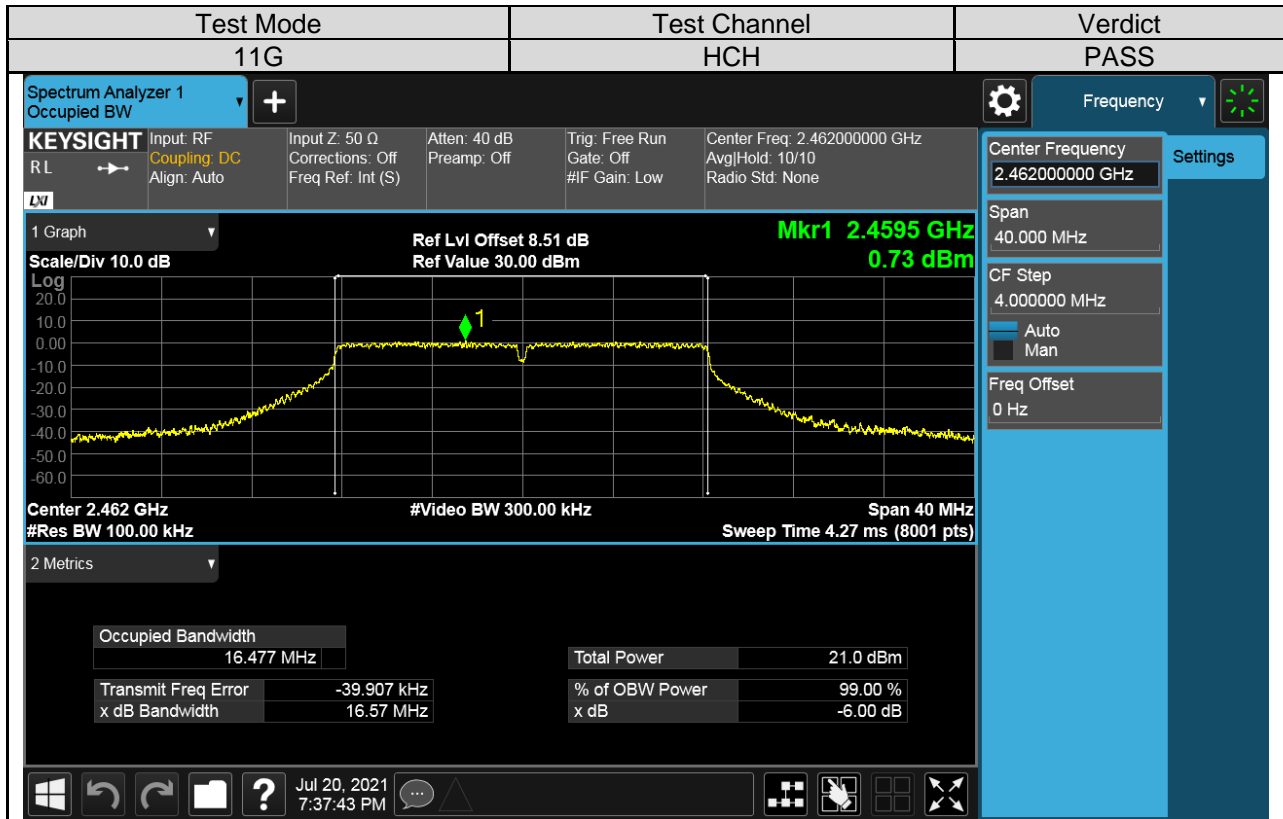 Test Mode Test Channel Verdict
11G HCH PASS
Spectrum Analyzer 1
Occupied BW
+
Frequency
KEYSIGHT
RL
LXI
Input: RF
Coupling: DC
Align: Auto
Input Z: 50 Ω
Corrections: Off
Freq Ref: Int (S)
Atten: 40 dB
Preamp: Off
Trig: Free Run
Gate: Off
#IF Gain: Low
Center Freq: 2.462000000 GHz
Avg|Hold: 10/10
Radio Std: None
Center Frequency
2.462000000 GHz
Settings
Span
40.000 MHz
CF Step
4.000000 MHz
Auto
Man
Freq Offset
0 Hz
1 Graph
Scale/Div 10.0 dB
Ref Lvl Offset 8.51 dB
Ref Value 30.00 dBm
Mkr1 2.4595 GHz
0.73 dBm
Log
20.0
10.0
0.00
-10.0
-20.0
-30.0
-40.0
-50.0
-60.0
1
Center 2.462 GHz
#Res BW 100.00 kHz
#Video BW 300.00 kHz
Span 40 MHz
Sweep Time 4.27 ms (8001 pts)
2 Metrics
Occupied Bandwidth
16.477 MHz
Total Power 21.0 dBm
Transmit Freq Error -39.907 kHz
% of OBW Power 99.00 %
x dB Bandwidth 16.57 MHz
x dB -6.00 dB
?
Jul 20, 2021
7:37:43 PM